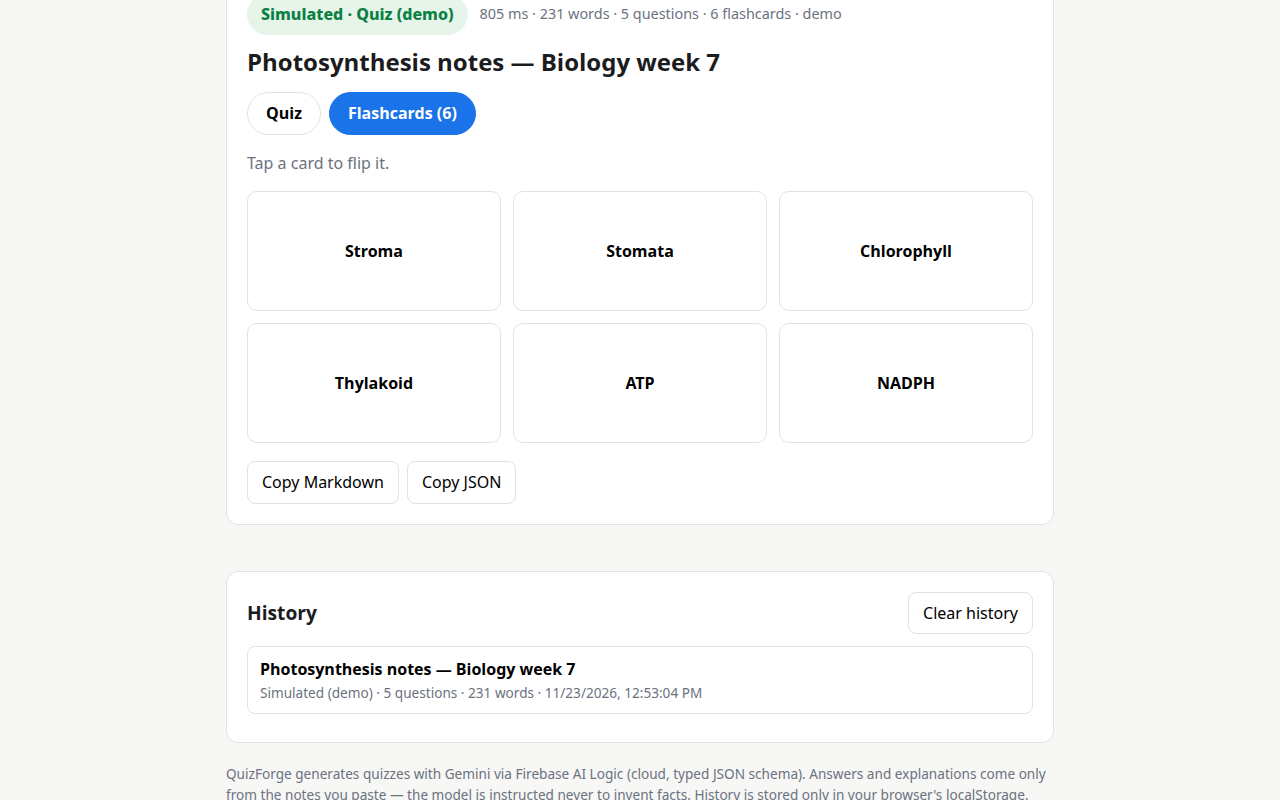 Simulated · Quiz (demo) 805 ms · 231 words · 5 questions · 6 flashcards · demo
Photosynthesis notes — Biology week 7
Quiz Flashcards (6)
Tap a card to flip it.
Stroma Stomata Chlorophyll
Thylakoid ATP NADPH
Copy Markdown Copy JSON
History Clear history
Photosynthesis notes — Biology week 7
Simulated (demo) · 5 questions · 231 words · 11/23/2026, 12:53:04 PM
QuizForge generates quizzes with Gemini via Firebase AI Logic (cloud, typed JSON schema). Answers and explanations come only
from the notes you paste — the model is instructed never to invent facts. History is stored only in your browser's localStorage.